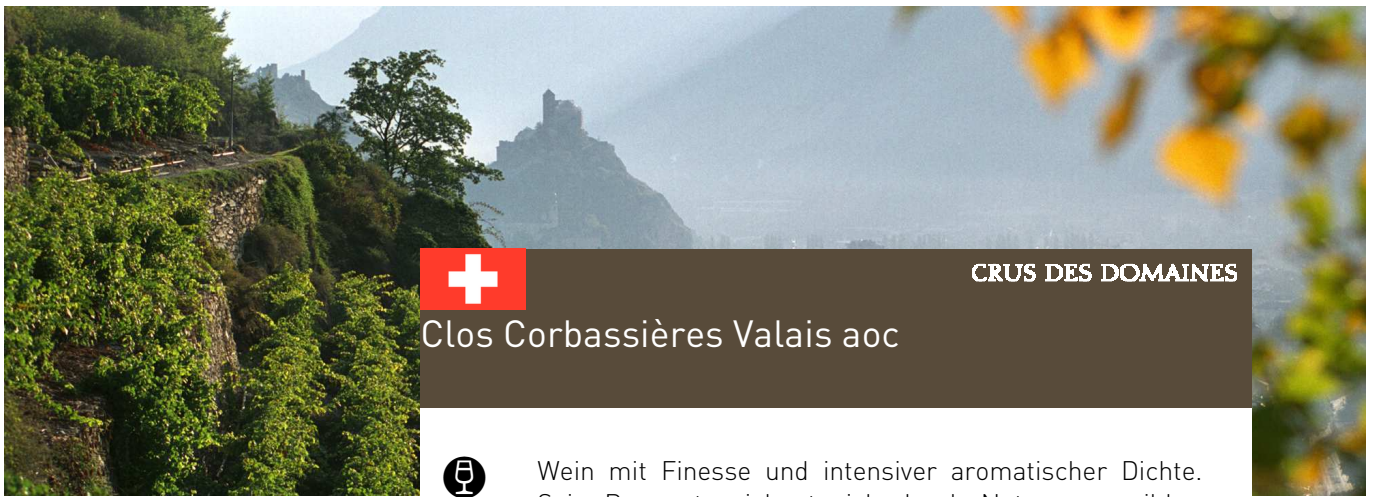 CRUS DES DOMAINES
Clos Corbassières Valais aoc
Wein mit Finesse und intensiver aromatischer Dichte.